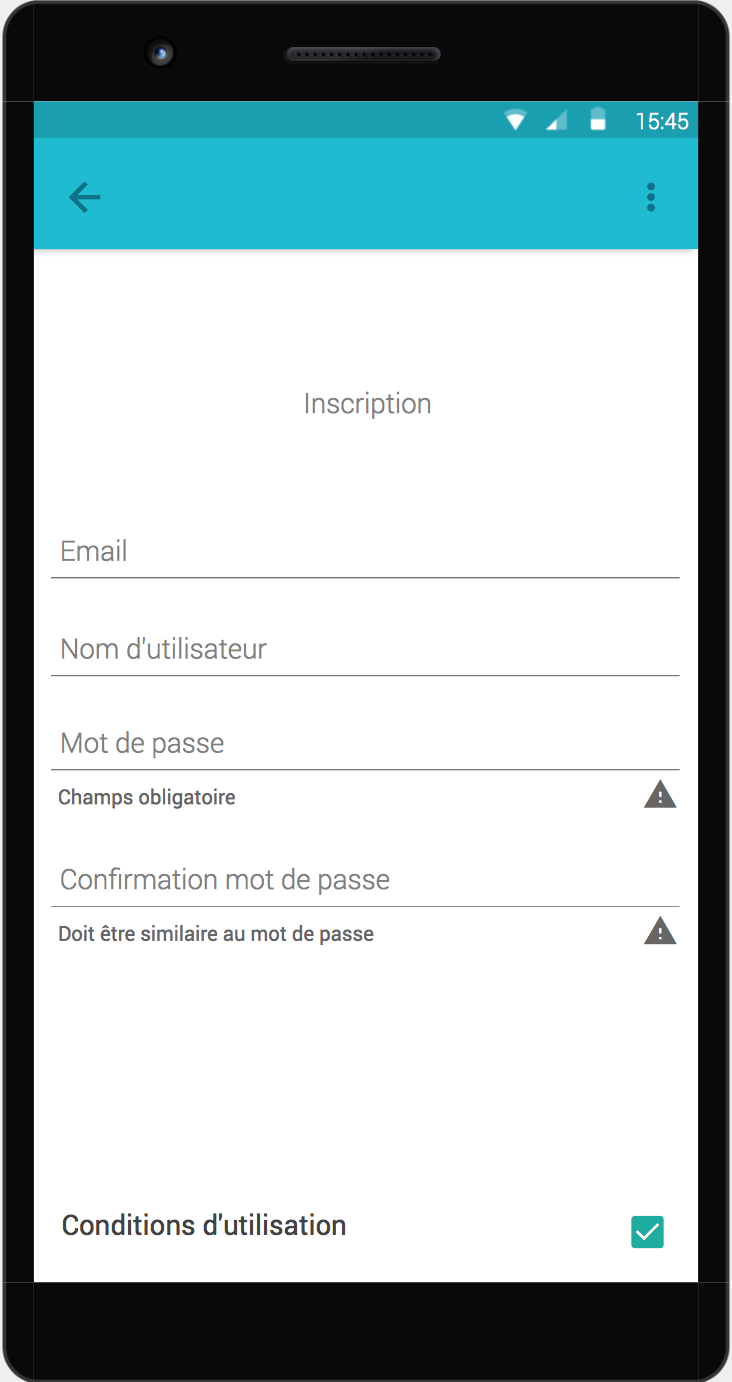 15:45
Inscription
Email
Nom d'utilisateur
Mot de passe
Champs obligatoire
Confirmation mot de passe
Doit être similaire au mot de passe
Conditions d'utilisation